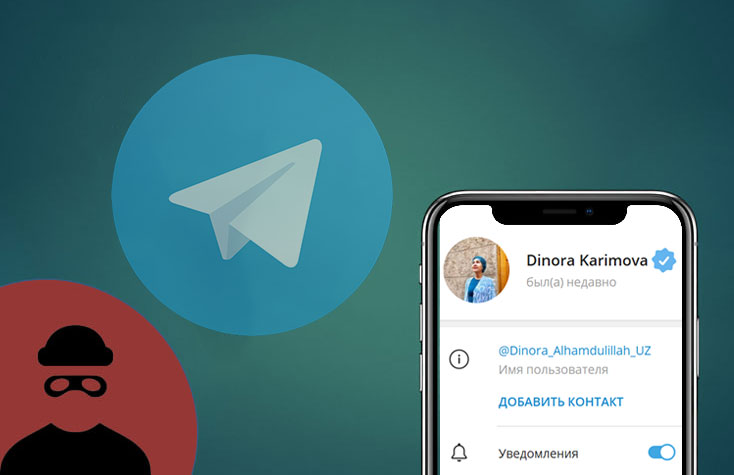 Dinora Karimova
был(а) недавно
@Dinora_Alhamdulillah_UZ
Имя пользователя
ДОБАВИТЬ КОНТАКТ
Уведомления